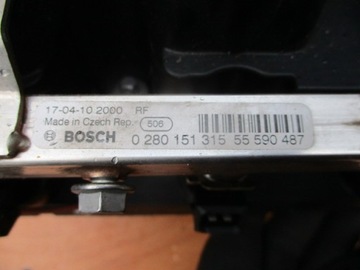 17-04-10 2000 RF
Made in Czech Rep. 506
BOSCH 0 280 151 315 55 590 487